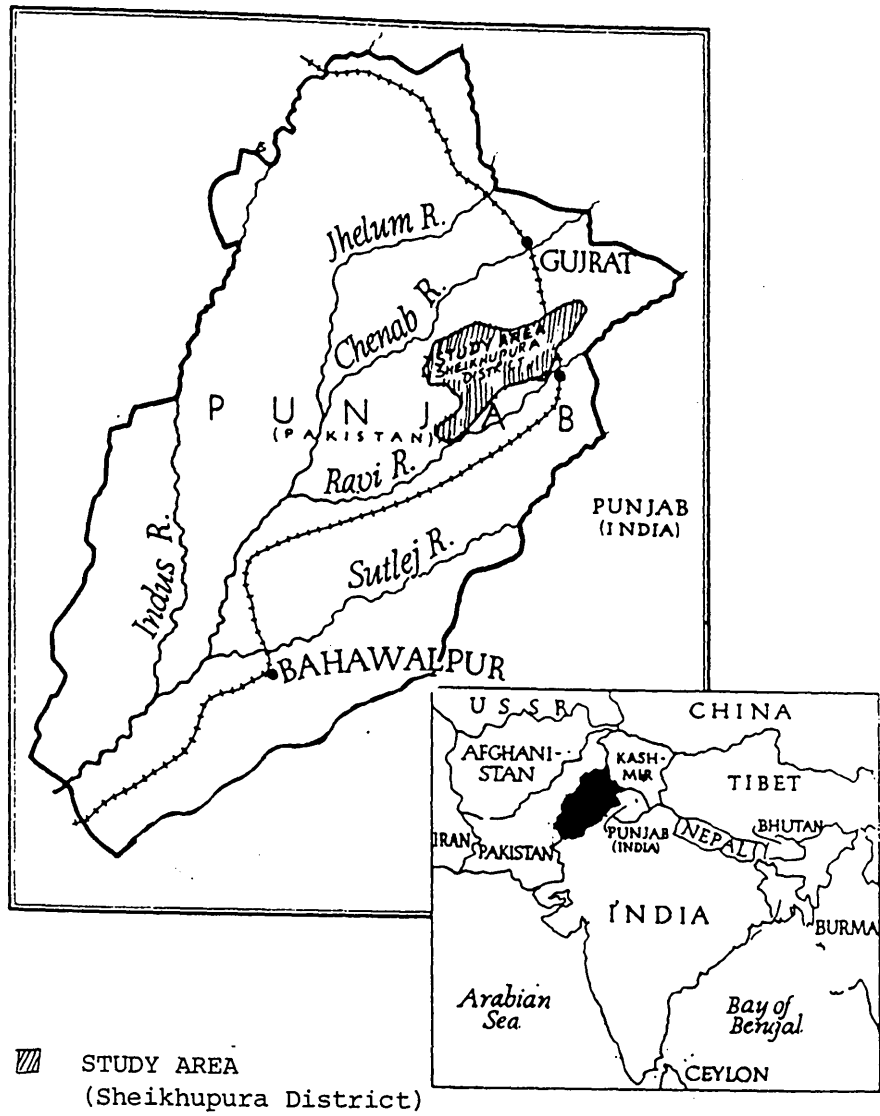 Jhelum R.
GUJRAT
Chenab R.
STUDY AREA
SHEIKHUPURA
DISTRICT
PUNJAB
(PAKISTAN)
Ravi R.
PUNJAB
(INDIA)
Indus R.
Sutlej R.
BAHAWALPUR
USSR
CHINA
AFGHANI-
STAN
KASH-
MIR
TIBET
IRAN
PAKISTAN
PUNJAB
(INDIA)
NEPAL
BHUTAN
INDIA
BURMA
Arabian
Sea
Bay of
Bengal
CEYLON
STUDY AREA
(Sheikhupura District)